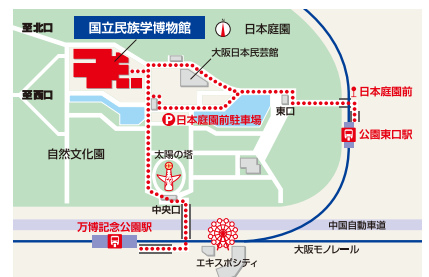 至北口
国立民族学博物館
日本庭園
大阪日本民芸館
至西口
日本庭園前
東口
P日本庭園前駐車場
公園東口駅
自然文化園
太陽の塔
中央口
万博記念公園駅
中国自動車道
大阪モノレール
エキスポシティ